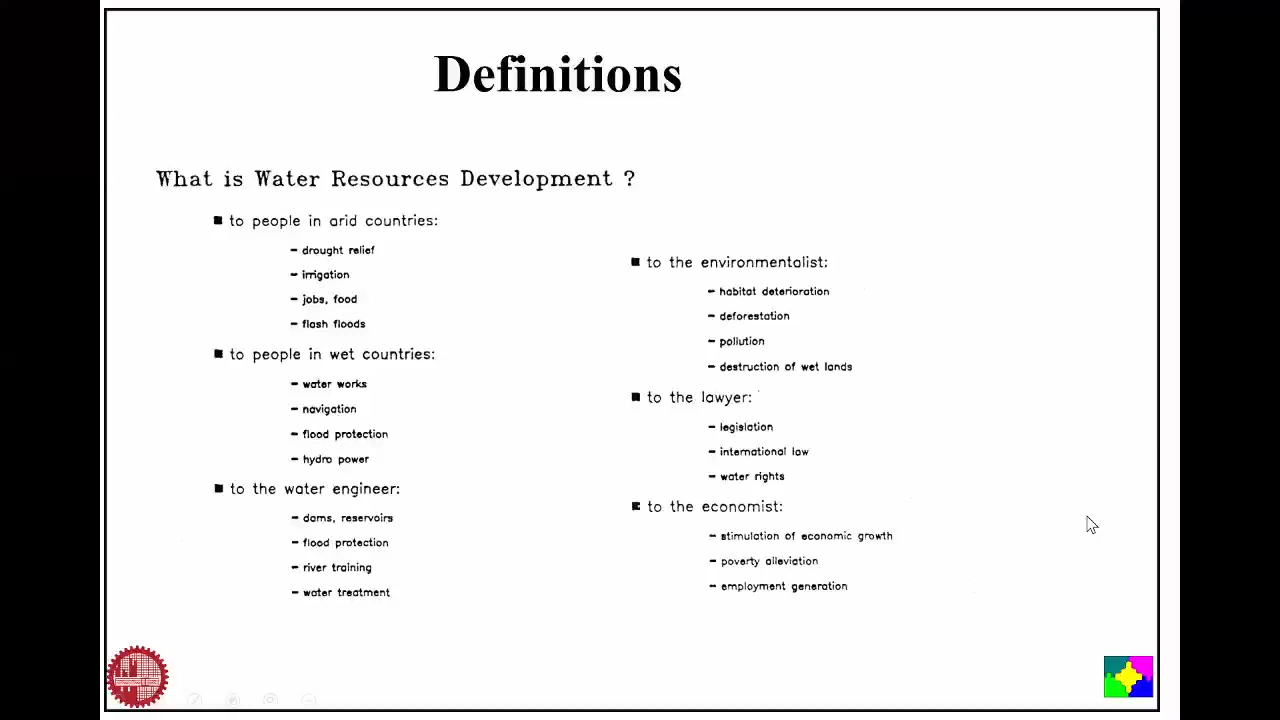 Definitions
What is Water Resources Development ?
■ to people in arid countries:
– drought relief
– irrigation
– jobs, food
– flash floods
■ to people in wet countries:
– water works
– navigation
– flood protection
– hydro power
■ to the water engineer:
– dams, reservoirs
– flood protection
– river training
– water treatment
■ to the environmentalist:
– habitat deterioration
– deforestation
– pollution
– destruction of wet lands
■ to the lawyer:
– legislation
– international law
– water rights
■ to the economist:
– stimulation of economic growth
– poverty alleviation
– employment generation